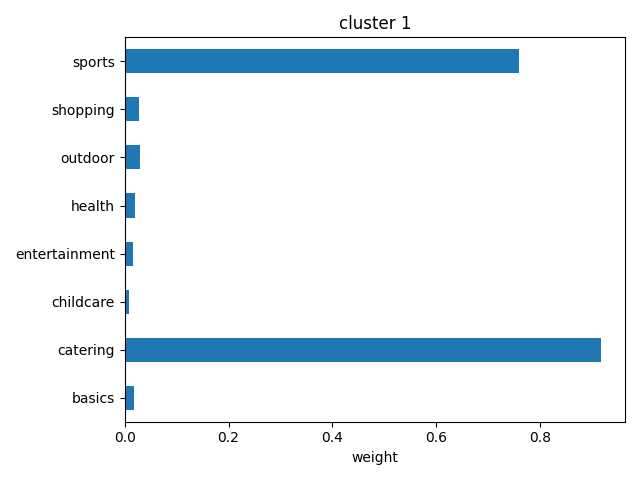 cluster 1
sports
shopping
outdoor
health
entertainment
childcare
catering
basics
0.0 0.2 0.4 0.6 0.8
weight